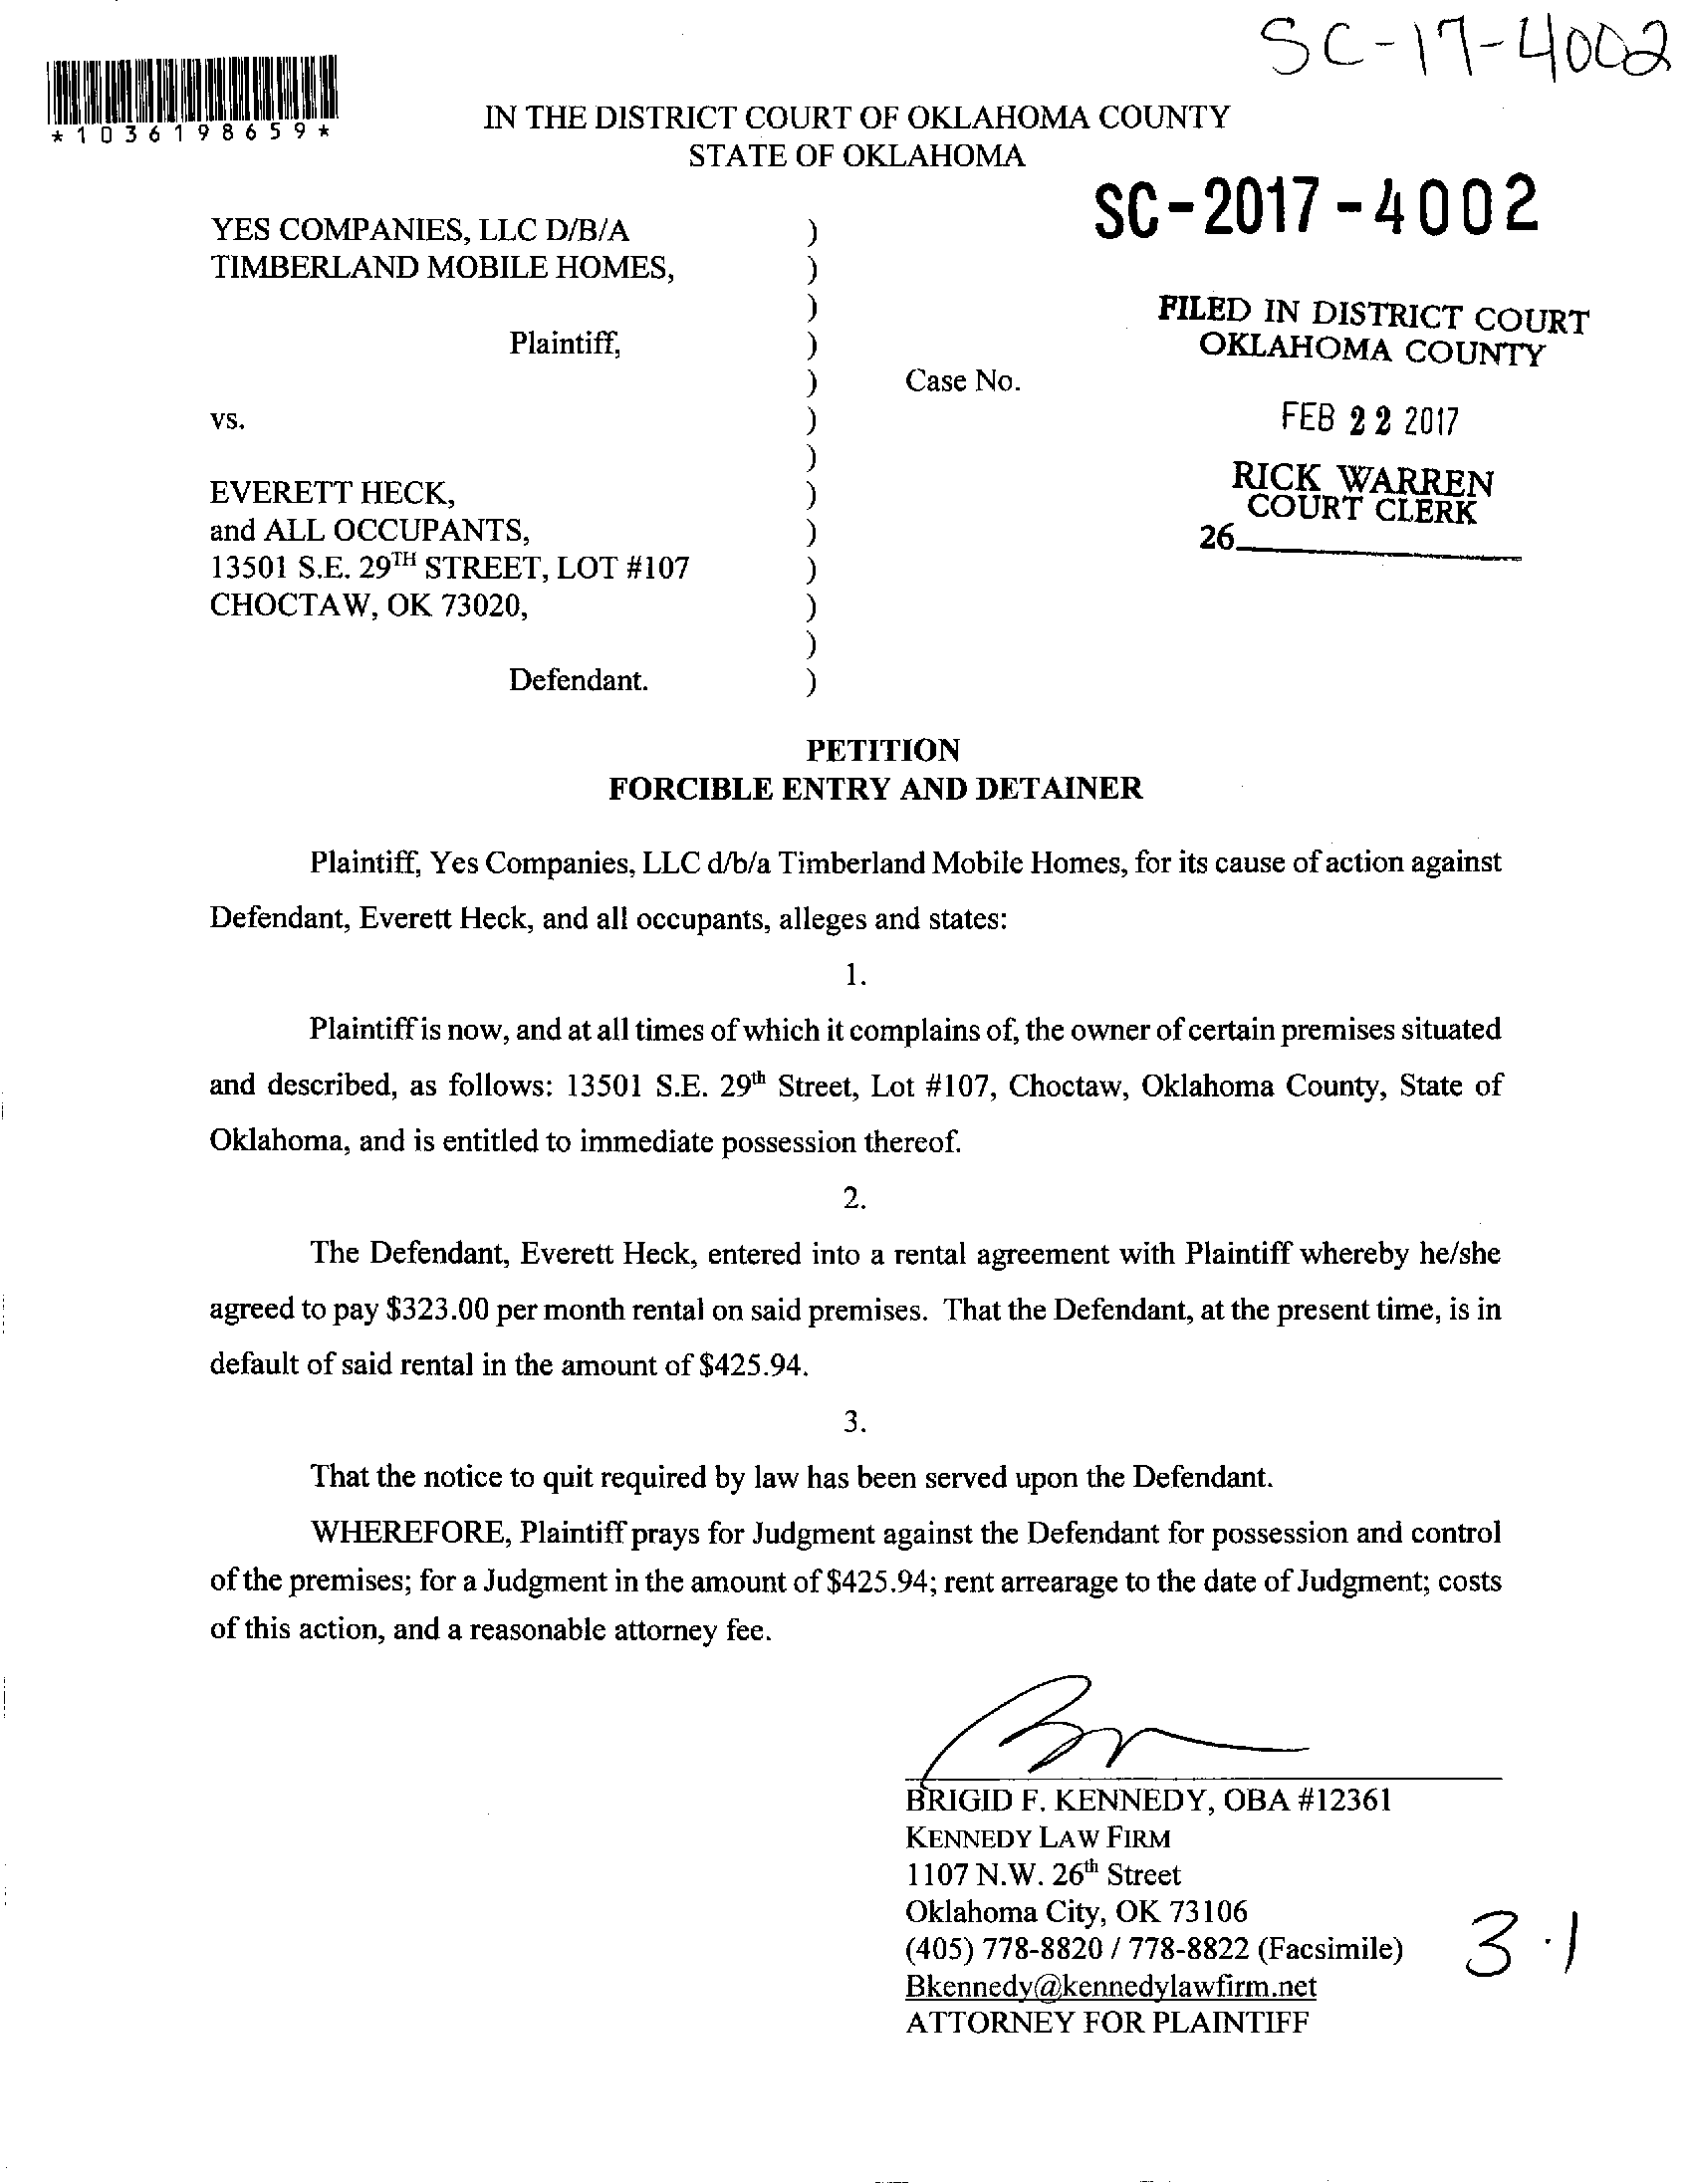 SC-17-4002
*1036198659*
IN THE DISTRICT COURT OF OKLAHOMA COUNTY
STATE OF OKLAHOMA
SC-2017-4002
YES COMPANIES, LLC D/B/A )
TIMBERLAND MOBILE HOMES, )
)
Plaintiff, )
) Case No.
vs. )
)
EVERETT HECK, )
and ALL OCCUPANTS, )
13501 S.E. 29TH STREET, LOT #107 )
CHOCTAW, OK 73020, )
)
Defendant. )
FILED IN DISTRICT COURT
OKLAHOMA COUNTY
FEB 22 2017
RICK WARREN
COURT CLERK
26
PETITION
FORCIBLE ENTRY AND DETAINER
Plaintiff, Yes Companies, LLC d/b/a Timberland Mobile Homes, for its cause of action against
Defendant, Everett Heck, and all occupants, alleges and states:
1.
Plaintiff is now, and at all times of which it complains of, the owner of certain premises situated
and described, as follows: 13501 S.E. 29th Street, Lot #107, Choctaw, Oklahoma County, State of
Oklahoma, and is entitled to immediate possession thereof.
2.
The Defendant, Everett Heck, entered into a rental agreement with Plaintiff whereby he/she
agreed to pay $323.00 per month rental on said premises. That the Defendant, at the present time, is in
default of said rental in the amount of $425.94.
3.
That the notice to quit required by law has been served upon the Defendant.
WHEREFORE, Plaintiff prays for Judgment against the Defendant for possession and control
of the premises; for a Judgment in the amount of $425.94; rent arrearage to the date of Judgment; costs
of this action, and a reasonable attorney fee.
BRIGID F. KENNEDY, OBA #12361
KENNEDY LAW FIRM
1107 N.W. 26th Street
Oklahoma City, OK 73106
(405) 778-8820 / 778-8822 (Facsimile)
Bkennedy@kennedylawfirm.net
ATTORNEY FOR PLAINTIFF
3.1